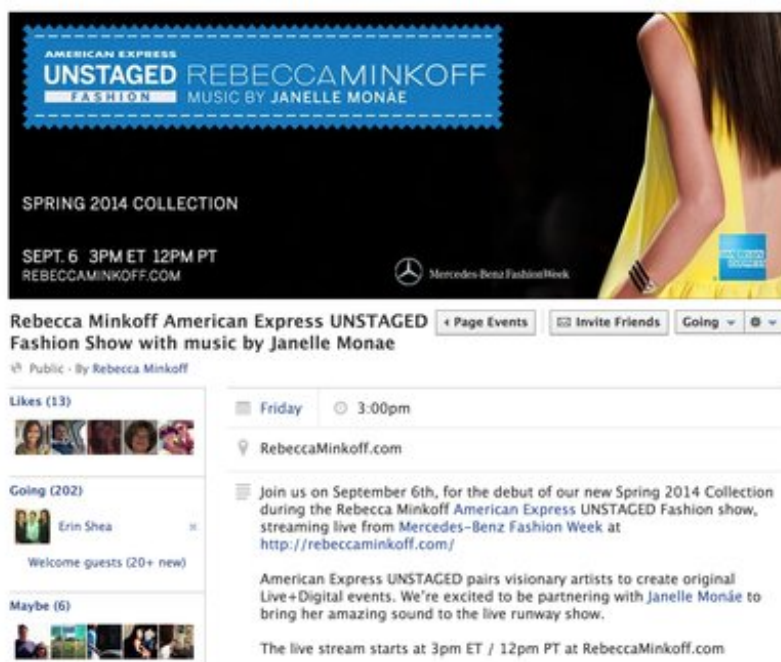 AMERICAN EXPRESS
UNSTAGED REBECCAMINKOFF
FASHION MUSIC BY JANELLE MONÁE
SPRING 2014 COLLECTION
SEPT. 6 3PM ET 12PM PT
REBECCAMINKOFF.COM
Mercedes-Benz FashionWeek
AMERICAN EXPRESS
Rebecca Minkoff American Express UNSTAGED
Fashion Show with music by Janelle Monae
Page Events
Invite Friends
Going
Public · By Rebecca Minkoff
Likes (13)
Going (202)
Erin Shea
Welcome guests (20+ new)
Maybe (6)
Friday
3:00pm
RebeccaMinkoff.com
Join us on September 6th, for the debut of our new Spring 2014 Collection
during the Rebecca Minkoff American Express UNSTAGED Fashion show,
streaming live from Mercedes-Benz Fashion Week at
http://rebeccaminkoff.com/
American Express UNSTAGED pairs visionary artists to create original
Live+Digital events. We're excited to be partnering with Janelle Monáe to
bring her amazing sound to the live runway show.
The live stream starts at 3pm ET / 12pm PT at RebeccaMinkoff.com